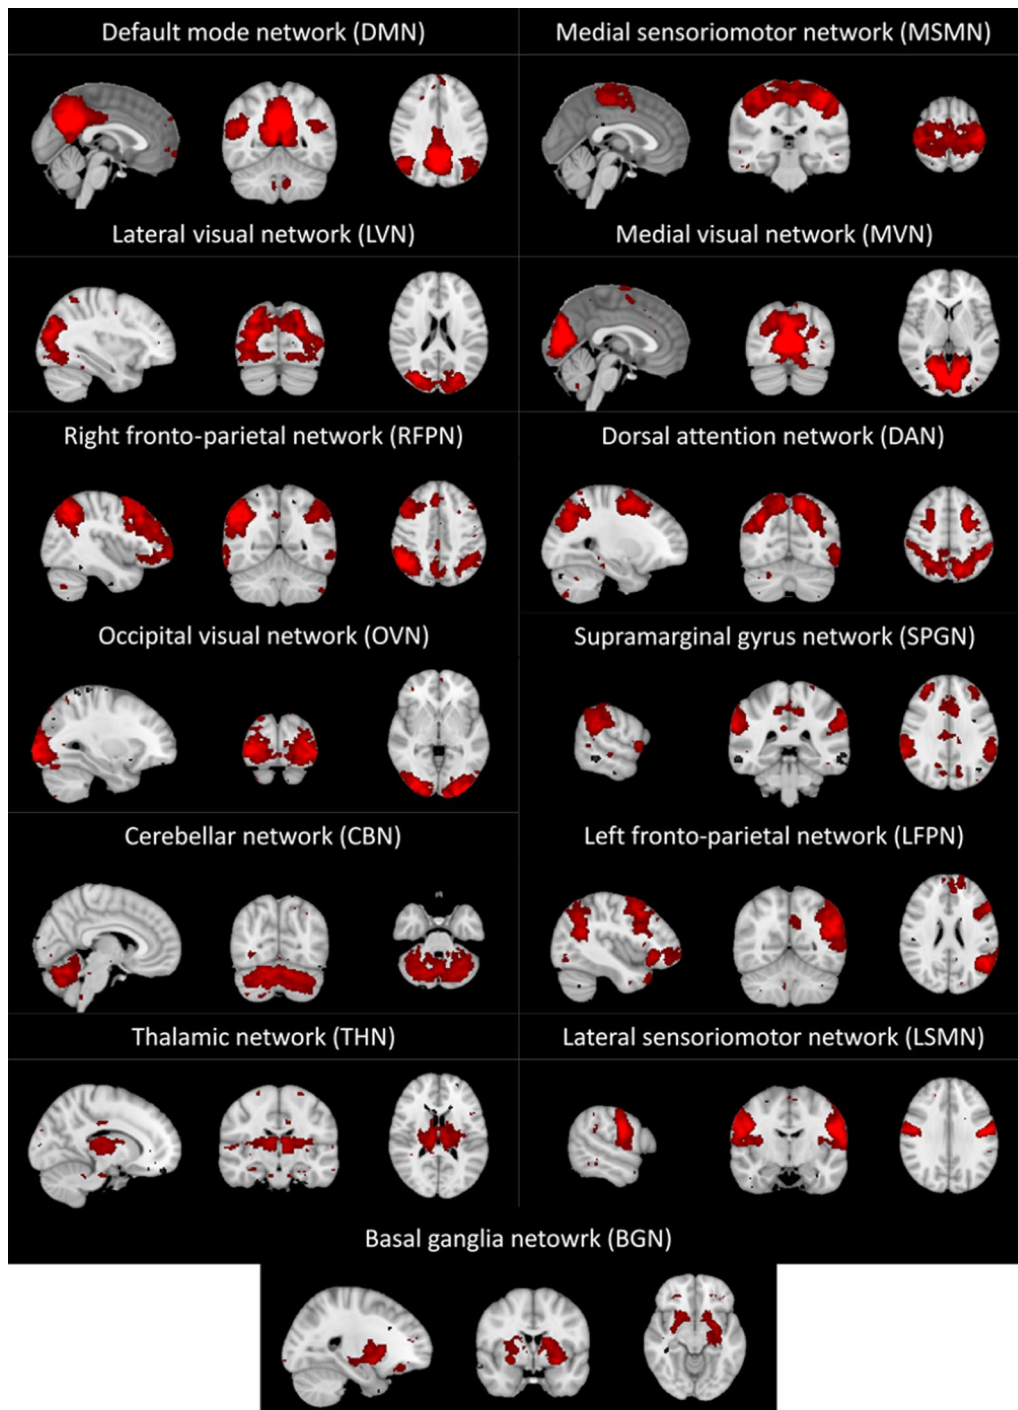 Default mode network (DMN)
Medial sensoriomotor network (MSMN)
Lateral visual network (LVN)
Medial visual network (MVN)
Right fronto-parietal network (RFPN)
Dorsal attention network (DAN)
Occipital visual network (OVN)
Supramarginal gyrus network (SPGN)
Cerebellar network (CBN)
Left fronto-parietal network (LFPN)
Thalamic network (THN)
Lateral sensoriomotor network (LSMN)
Basal ganglia netowrk (BGN)